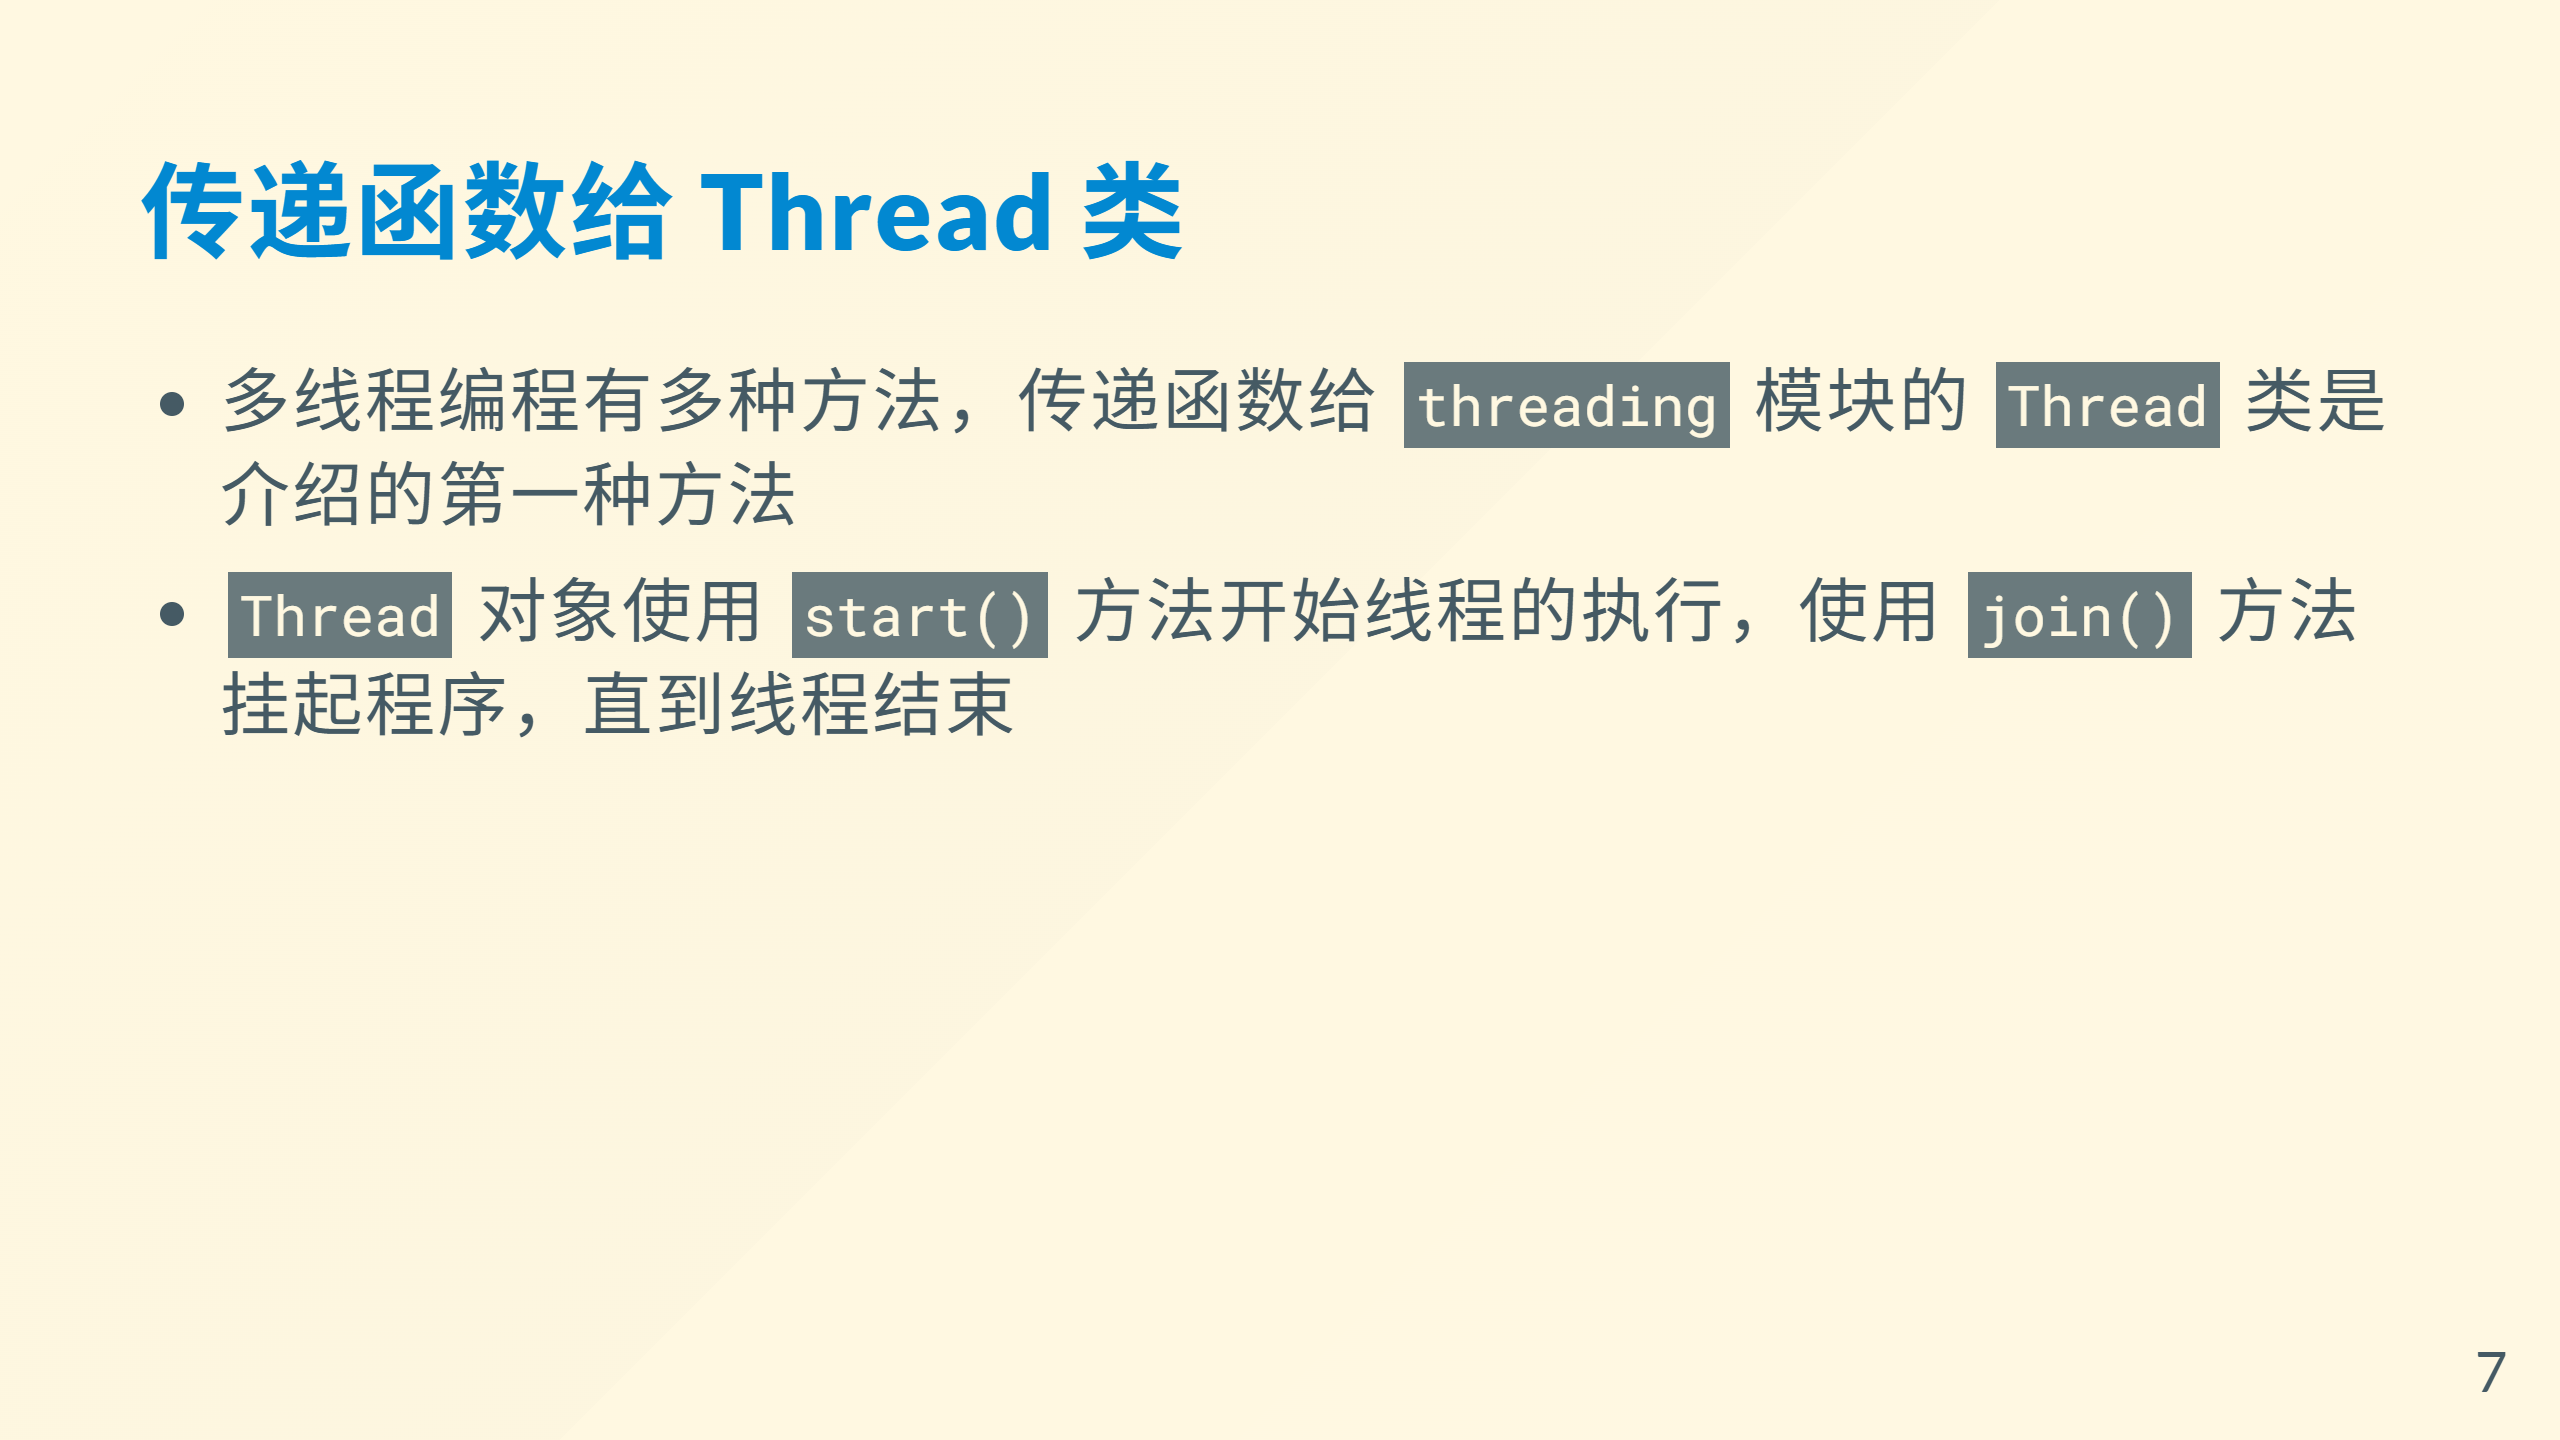 传递函数给 Thread 类
• 多线程编程有多种方法，传递函数给 threading 模块的 Thread 类是
介绍的第一种方法
• Thread 对象使用 start() 方法开始线程的执行，使用 join() 方法
挂起程序，直到线程结束
7